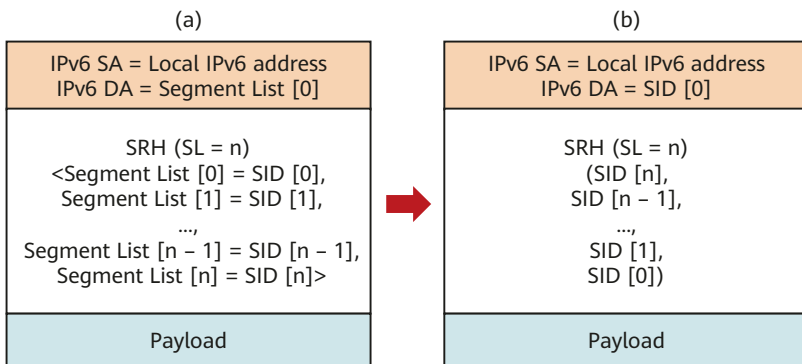 (a)
IPv6 SA = Local IPv6 address
IPv6 DA = Segment List [0]
SRH (SL = n)
<Segment List [0] = SID [0],
Segment List [1] = SID [1],
...,
Segment List [n – 1] = SID [n – 1],
Segment List [n] = SID [n]>
Payload
(b)
IPv6 SA = Local IPv6 address
IPv6 DA = SID [0]
SRH (SL = n)
(SID [n],
SID [n – 1],
...,
SID [1],
SID [0])
Payload